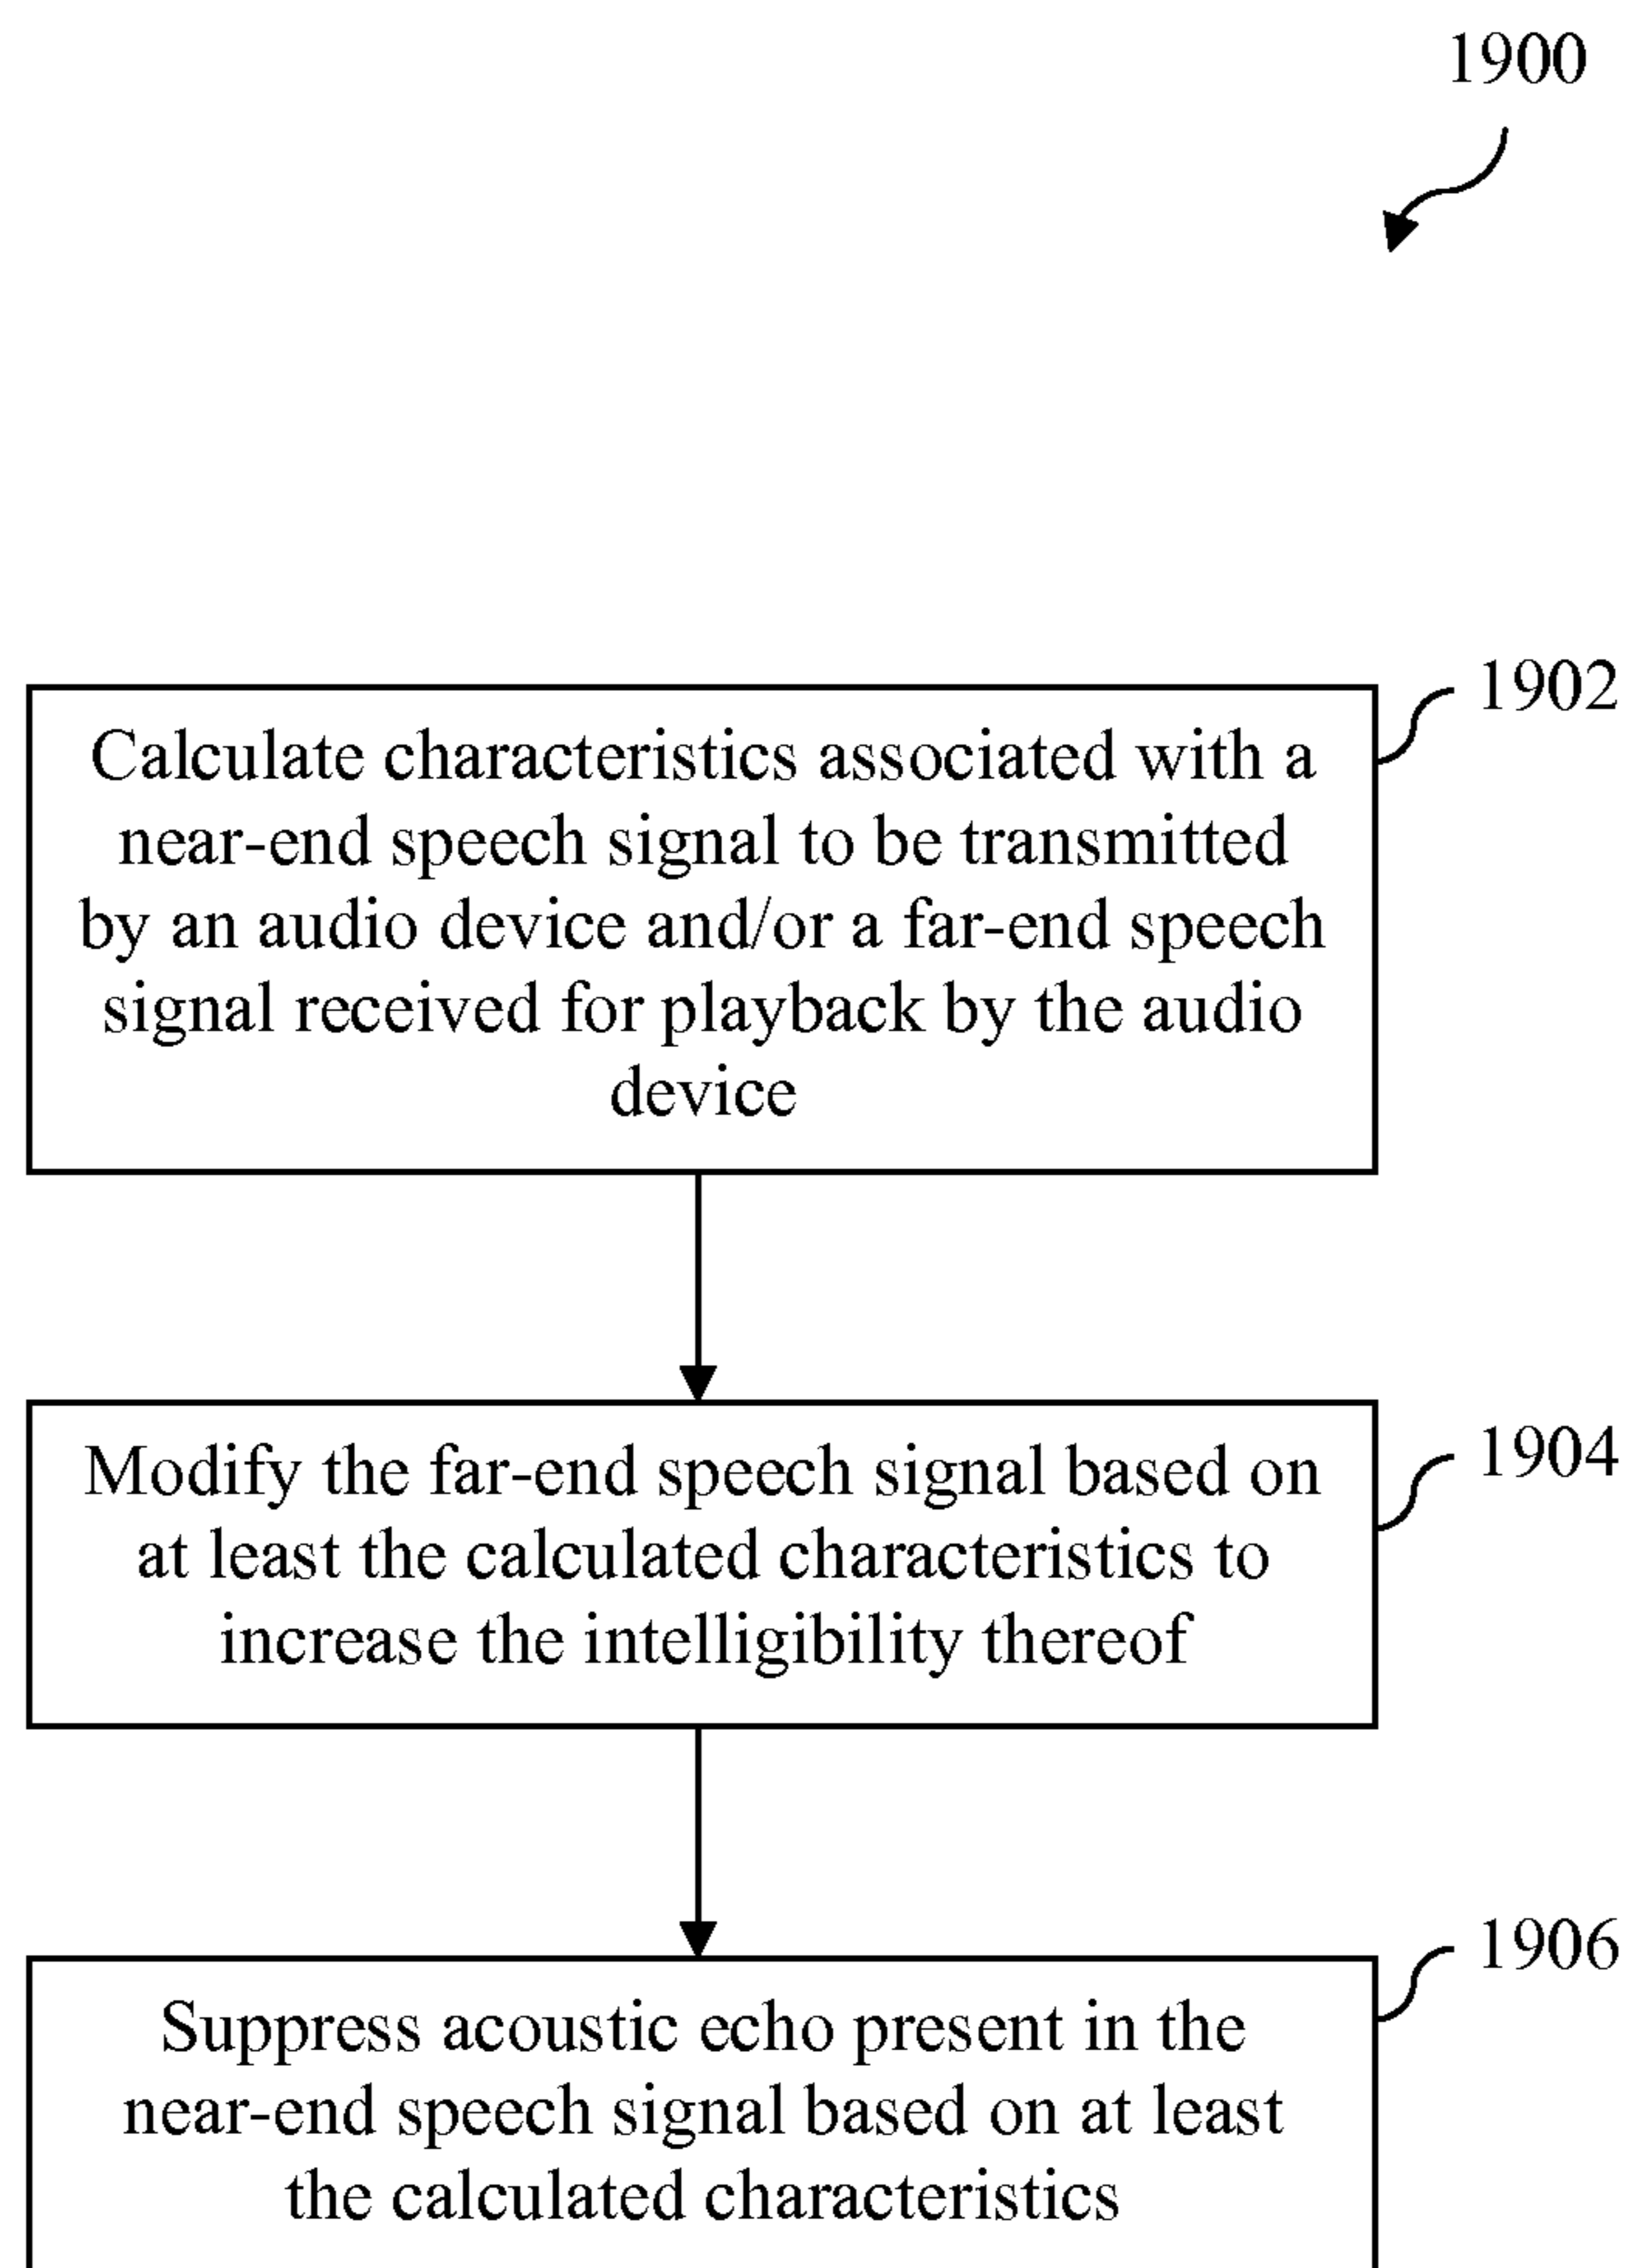 1900
1902
Calculate characteristics associated with a
near-end speech signal to be transmitted
by an audio device and/or a far-end speech
signal received for playback by the audio
device
1904
Modify the far-end speech signal based on
at least the calculated characteristics to
increase the intelligibility thereof
1906
Suppress acoustic echo present in the
near-end speech signal based on at least
the calculated characteristics